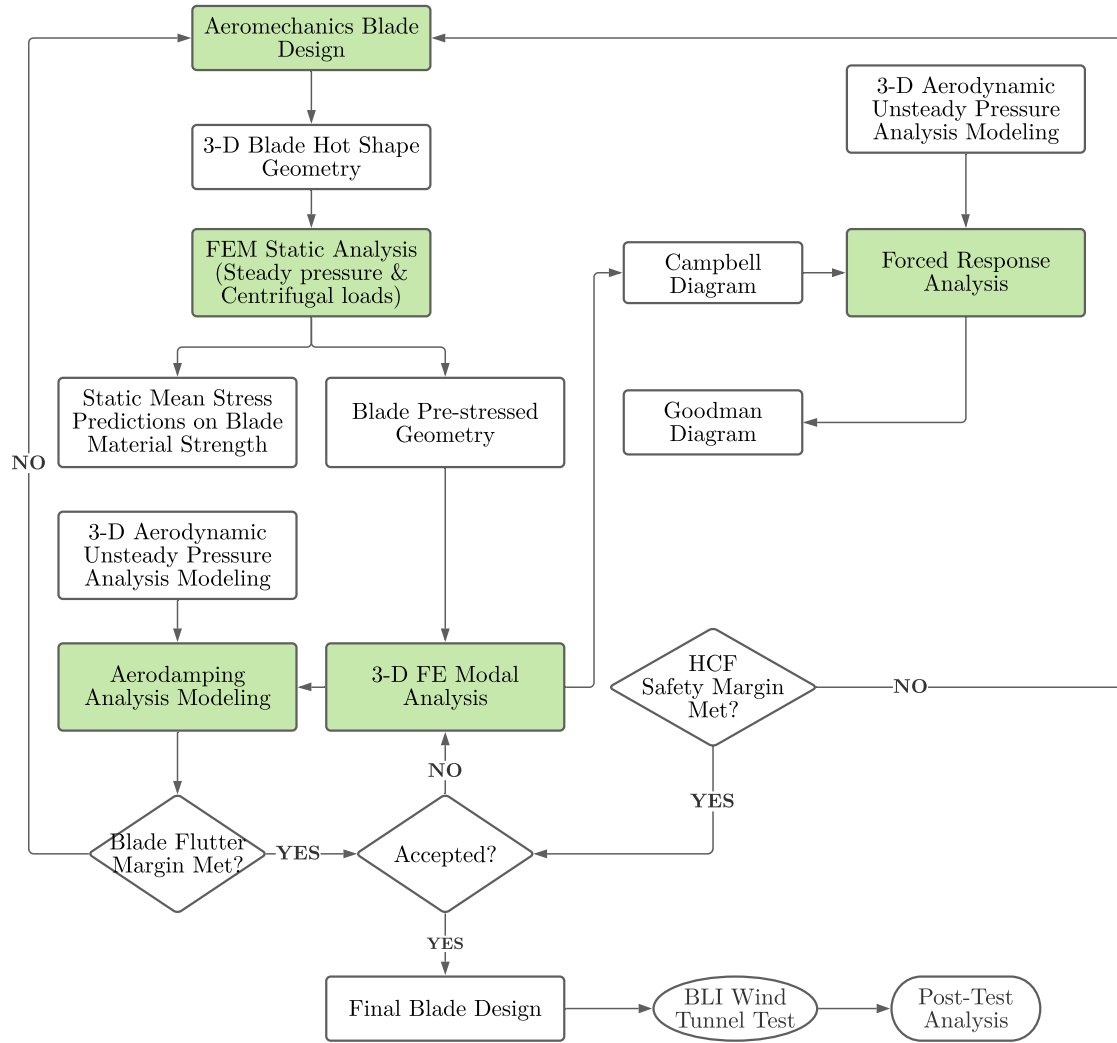 Aeromechanics Blade
Design
3-D Aerodynamic
Unsteady Pressure
Analysis Modeling
3-D Blade Hot Shape
Geometry
FEM Static Analysis
(Steady pressure &
Centrifugal loads)
Campbell
Diagram
Forced Response
Analysis
Static Mean Stress
Predictions on Blade
Material Strength
Blade Pre-stressed
Geometry
Goodman
Diagram
NO
3-D Aerodynamic
Unsteady Pressure
Analysis Modeling
Aerodamping
Analysis Modeling
3-D FE Modal
Analysis
HCF
Safety Margin
Met?
NO
NO
YES
Blade Flutter
Margin Met?
YES
Accepted?
YES
Final Blade Design
BLI Wind
Tunnel Test
Post-Test
Analysis